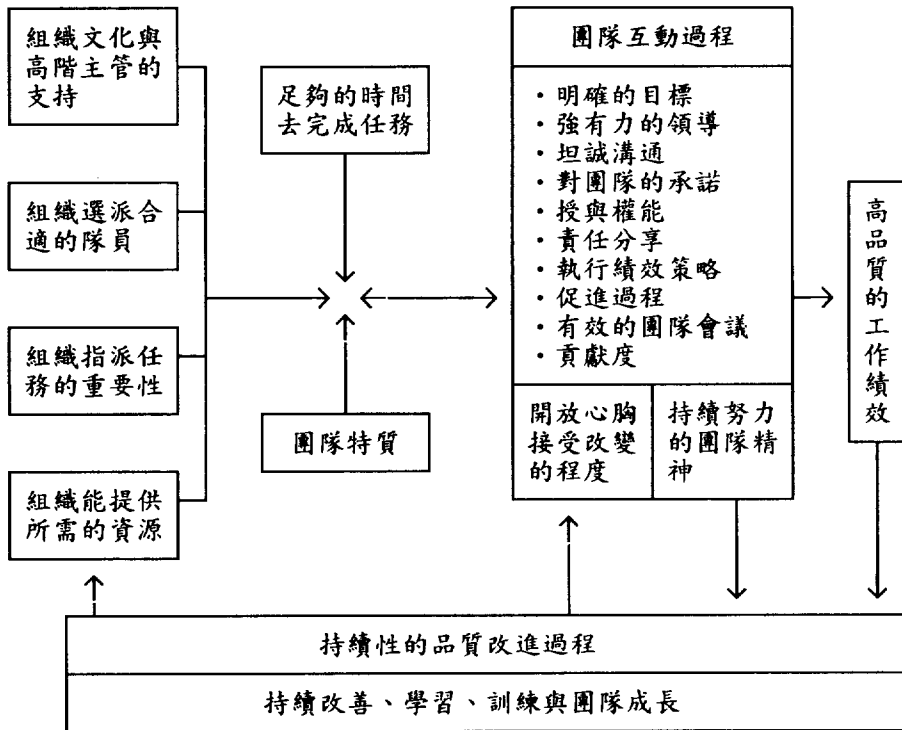 組織文化與
高階主管的
支持
組織選派合
適的隊員
組織指派任
務的重要性
組織能提供
所需的資源
足夠的時間
去完成任務
團隊特質
團隊互動過程
・明確的目標
・強有力的領導
・坦誠溝通
・對團隊的承諾
・授與權能
・責任分享
・執行績效策略
・促進過程
・有效的團隊會議
・貢獻度
開放心胸
接受改變
的程度
持續努力
的團隊精
神
高品質的工作績效
持續性的品質改進過程
持續改善、學習、訓練與團隊成長